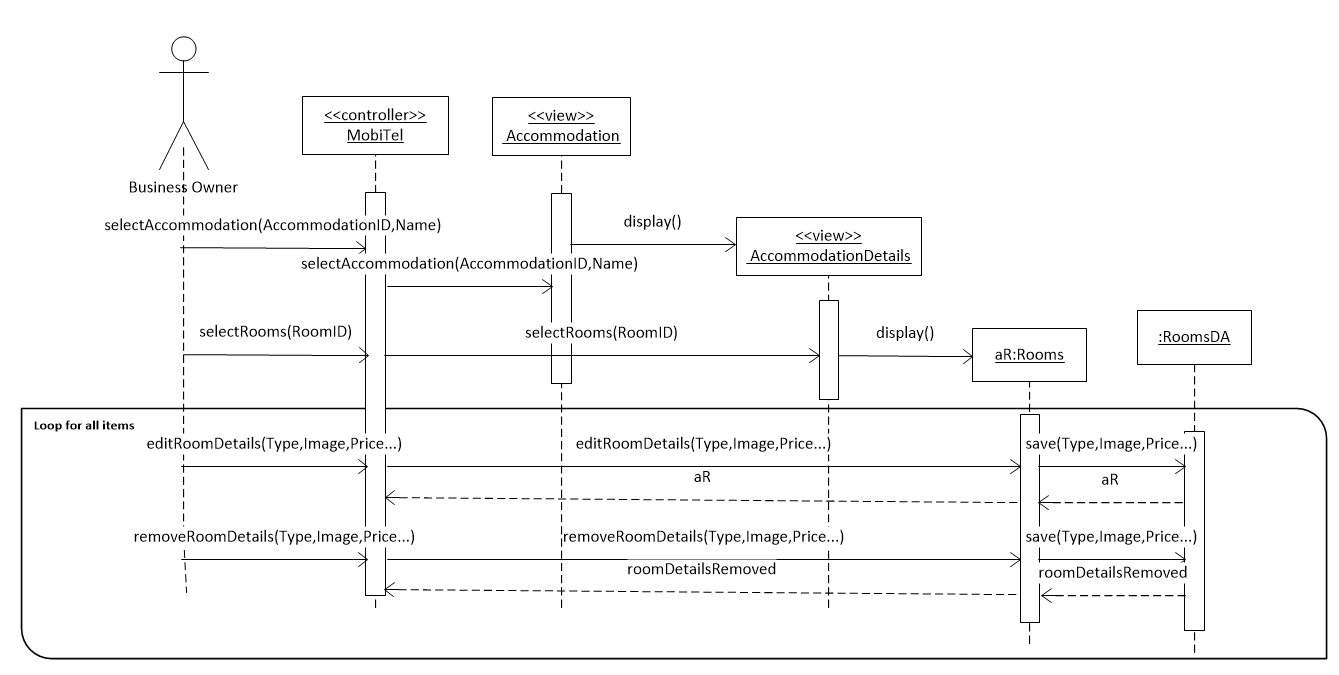 <<controller>>
MobiTel
<<view>>
Accommodation
Business Owner
selectAccommodation(AccommodationID,Name)
display()
<<view>>
AccommodationDetails
selectAccommodation(AccommodationID,Name)
selectRooms(RoomID)
selectRooms(RoomID)
display()
aR:Rooms
:RoomsDA
Loop for all items
editRoomDetails(Type,Image,Price...)
editRoomDetails(Type,Image,Price...)
save(Type,Image,Price...)
aR
aR
removeRoomDetails(Type,Image,Price...)
removeRoomDetails(Type,Image,Price...)
save(Type,Image,Price...)
roomDetailsRemoved
roomDetailsRemoved